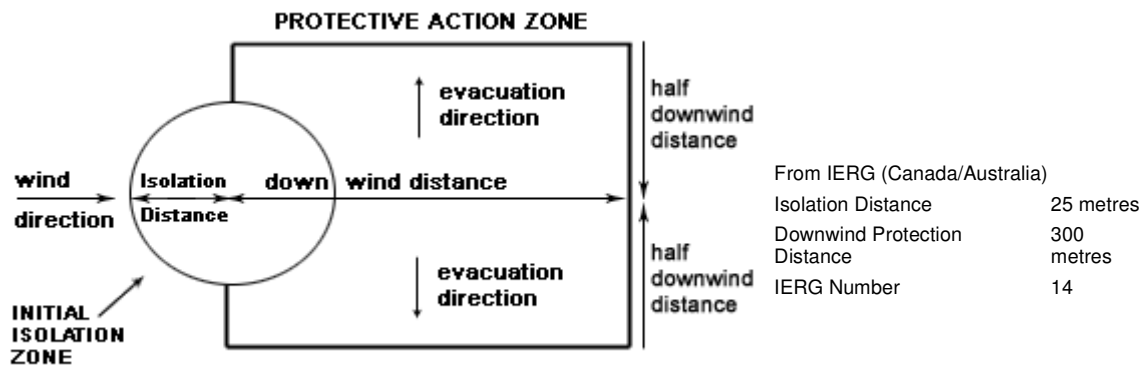 PROTECTIVE ACTION ZONE
evacuation
direction
half
downwind
distance
wind
direction
Isolation
Distance
down wind distance
From IERG (Canada/Australia)
Isolation Distance 25 metres
Downwind Protection 300
Distance metres
IERG Number 14
evacuation
direction
half
downwind
distance
INITIAL
ISOLATION
ZONE